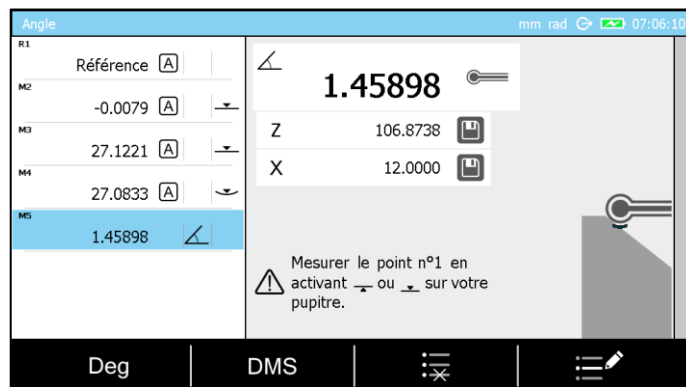 Angle
mm rad 07:06:10
R1
Référence A
M2
-0.0079 A
M3
27.1221 A
M4
27.0833 A
M5
1.45898
1.45898
Z 106.8738
X 12.0000
Mesurer le point n°1 en
activant ou sur votre
pupitre.
Deg DMS